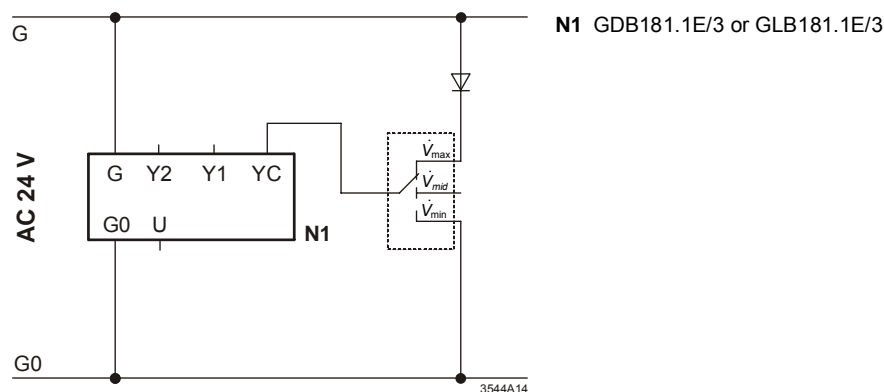 G
N1 GDB181.1E/3 or GLB181.1E/3
AC 24 V
G Y2 Y1 YC
G0 U
N1
V̇max
V̇mid
V̇min
G0
3544A14